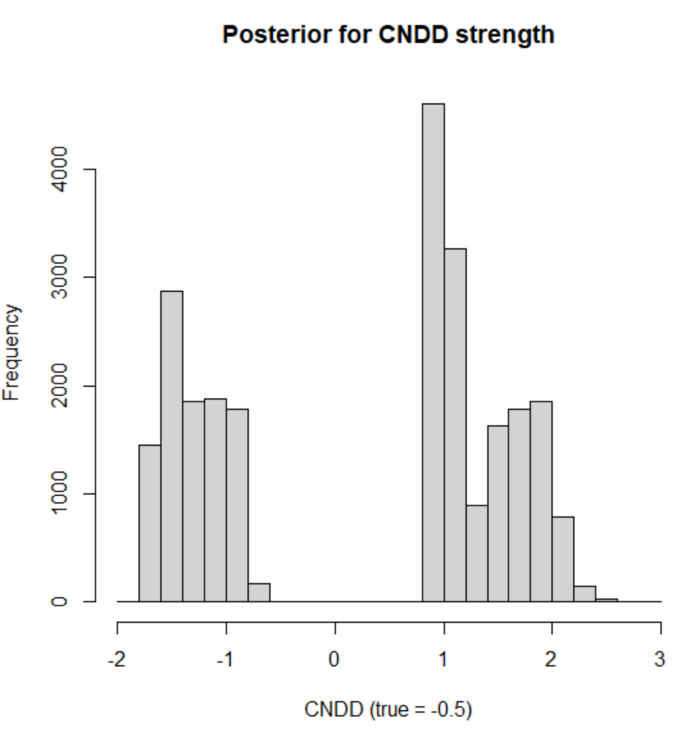 Posterior for CNDD strength
Frequency
4000
3000
2000
1000
0
-2 -1 0 1 2 3
CNDD (true = -0.5)